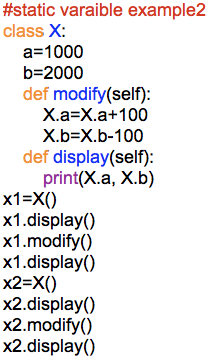 #static varaible example2
class X:
    a=1000
    b=2000
    def modify(self):
        X.a=X.a+100
        X.b=X.b-100
    def display(self):
        print(X.a, X.b)
x1=X()
x1.display()
x1.modify()
x1.display()
x2=X()
x2.display()
x2.modify()
x2.display()